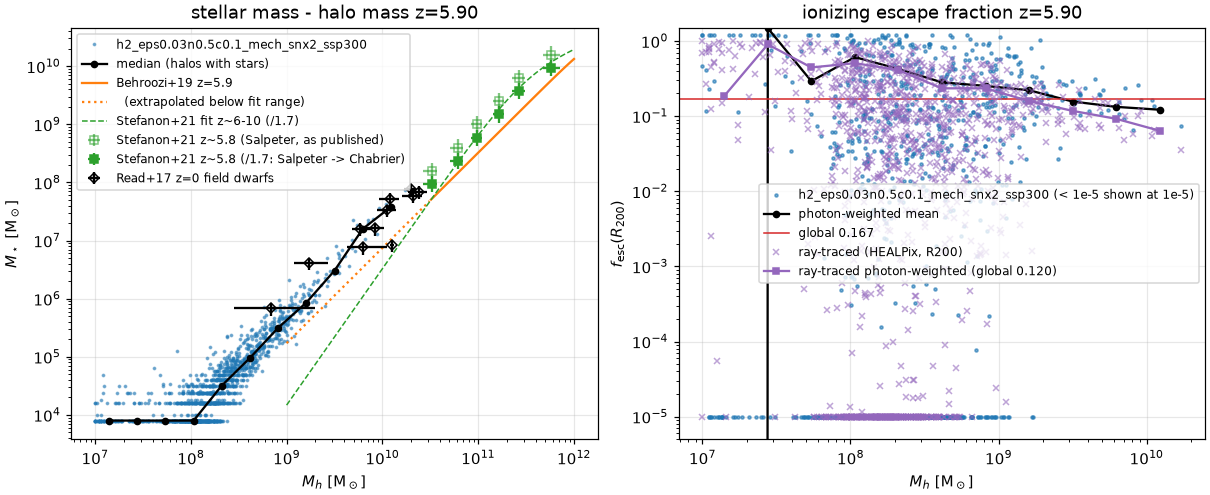 stellar mass - halo mass z=5.90
h2_eps0.03n0.5c0.1_mech_snx2_ssp300
median (halos with stars)
Behroozi+19 z=5.9
(extrapolated below fit range)
Stefanon+21 fit z~6-10 (/1.7)
Stefanon+21 z~5.8 (Salpeter, as published)
Stefanon+21 z~5.8 (/1.7: Salpeter -> Chabrier)
Read+17 z=0 field dwarfs
M⋆ [M⊙]
10¹⁰
10⁹
10⁸
10⁷
10⁶
10⁵
10⁴
10⁷ 10⁸ 10⁹ 10¹⁰ 10¹¹ 10¹²
Mₕ [M⊙]
ionizing escape fraction z=5.90
h2_eps0.03n0.5c0.1_mech_snx2_ssp300 (< 1e-5 shown at 1e-5)
photon-weighted mean
global 0.167
ray-traced (HEALPix, R200)
ray-traced photon-weighted (global 0.120)
f_esc(R₂₀₀)
10⁰
10⁻¹
10⁻²
10⁻³
10⁻⁴
10⁻⁵
10⁷ 10⁸ 10⁹ 10¹⁰
Mₕ [M⊙]